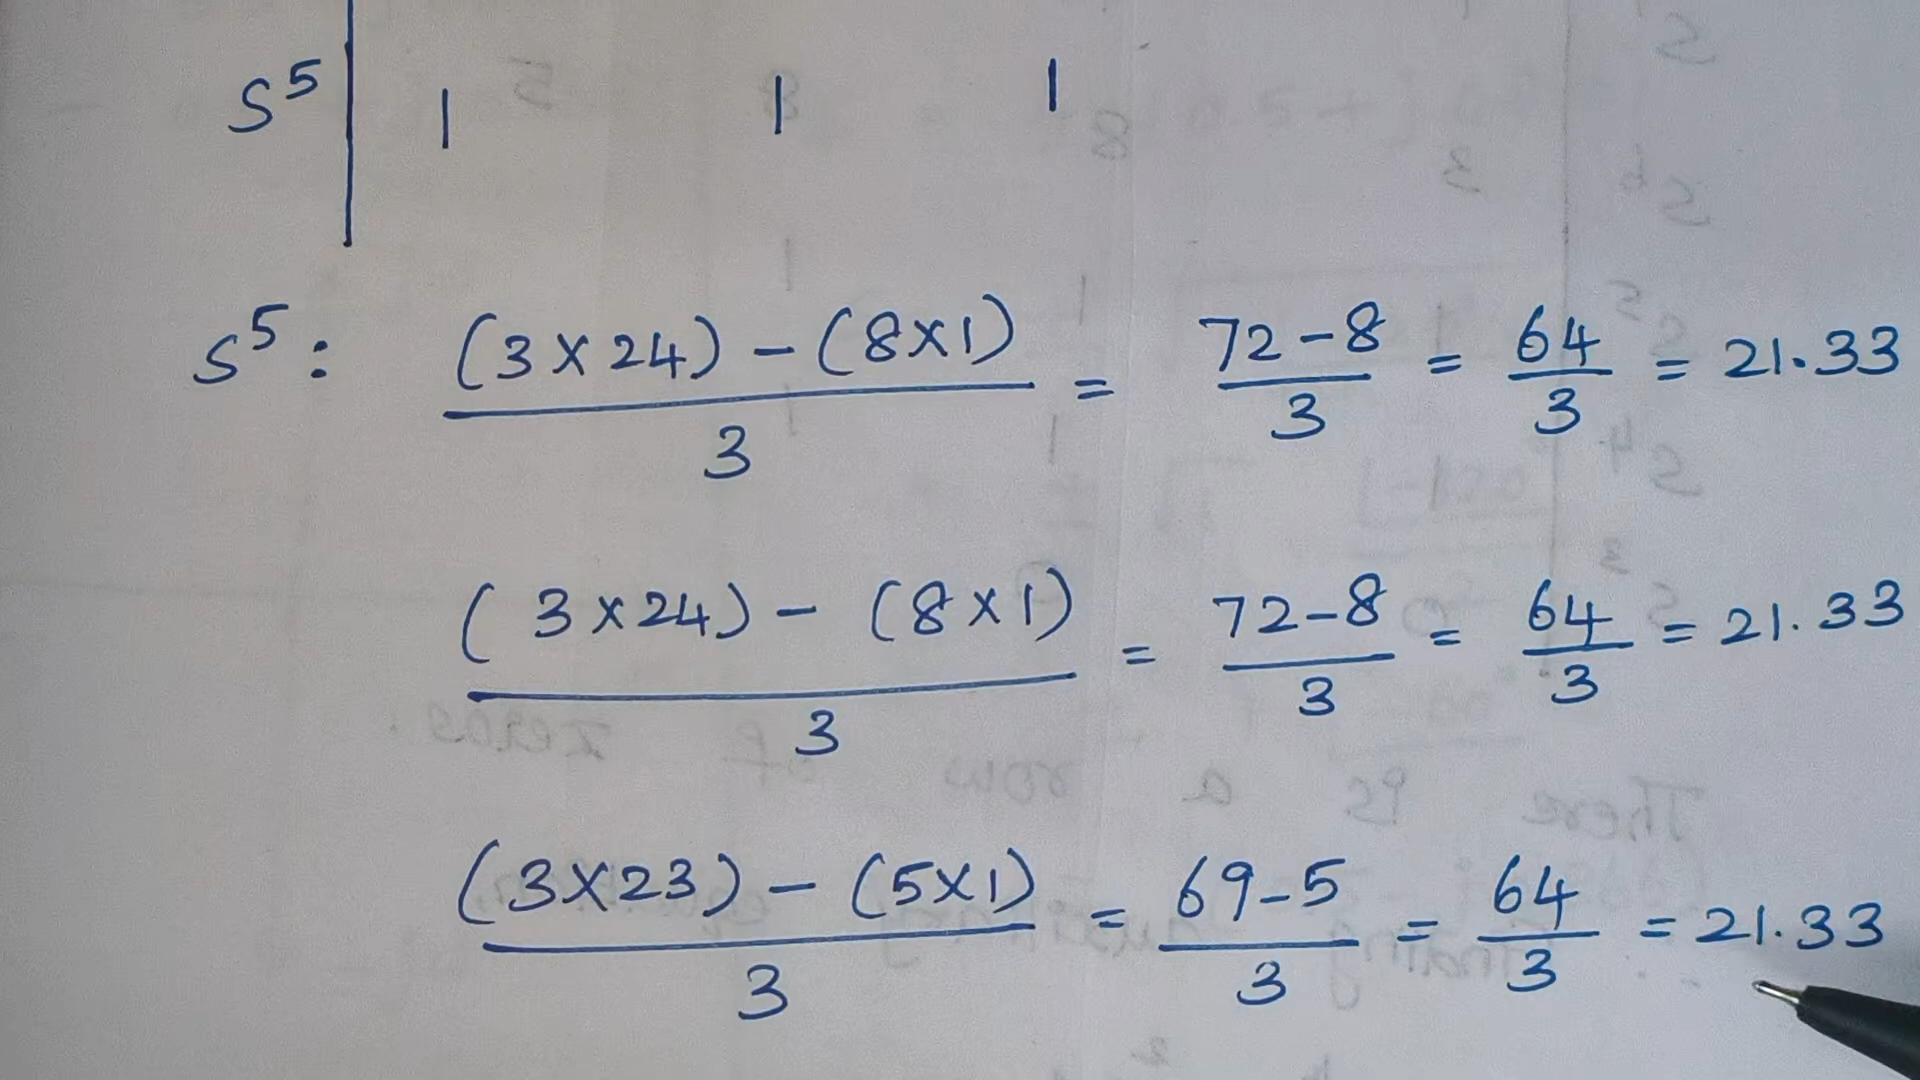 S⁵ | 1 1 1
S⁵: (3×24) – (8×1) / 3 = 72–8 / 3 = 64 / 3 = 21.33
(3×24) – (8×1) / 3 = 72–8 / 3 = 64 / 3 = 21.33
(3×23) – (5×1) / 3 = 69–5 / 3 = 64 / 3 = 21.33